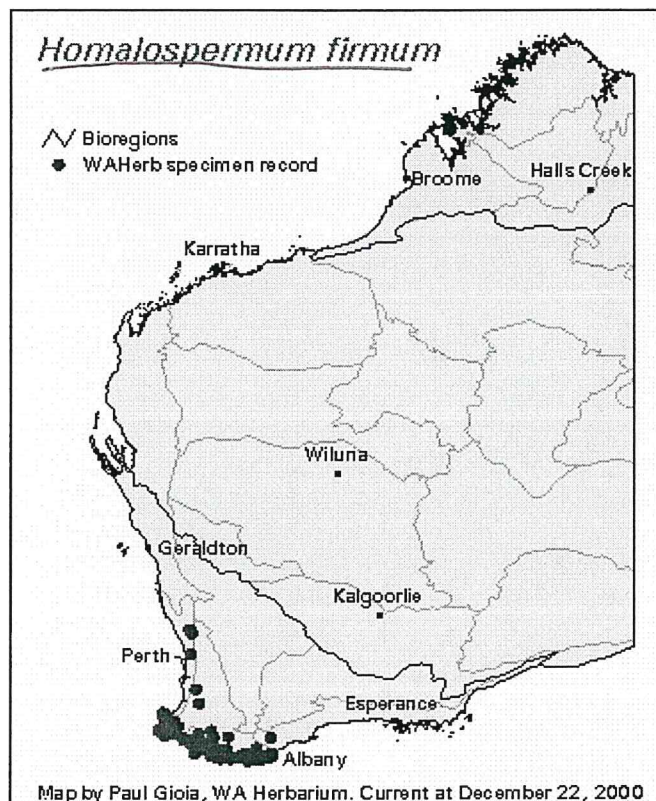 Homalospermum firmum
Bioregions
WAHerb specimen record
Broome
Halls Creek
Karratha
Wiluna
Geraldton
Kalgoorlie
Perth
Esperance
Albany
Map by Paul Gioia, WA Herbarium. Current at December 22, 2000